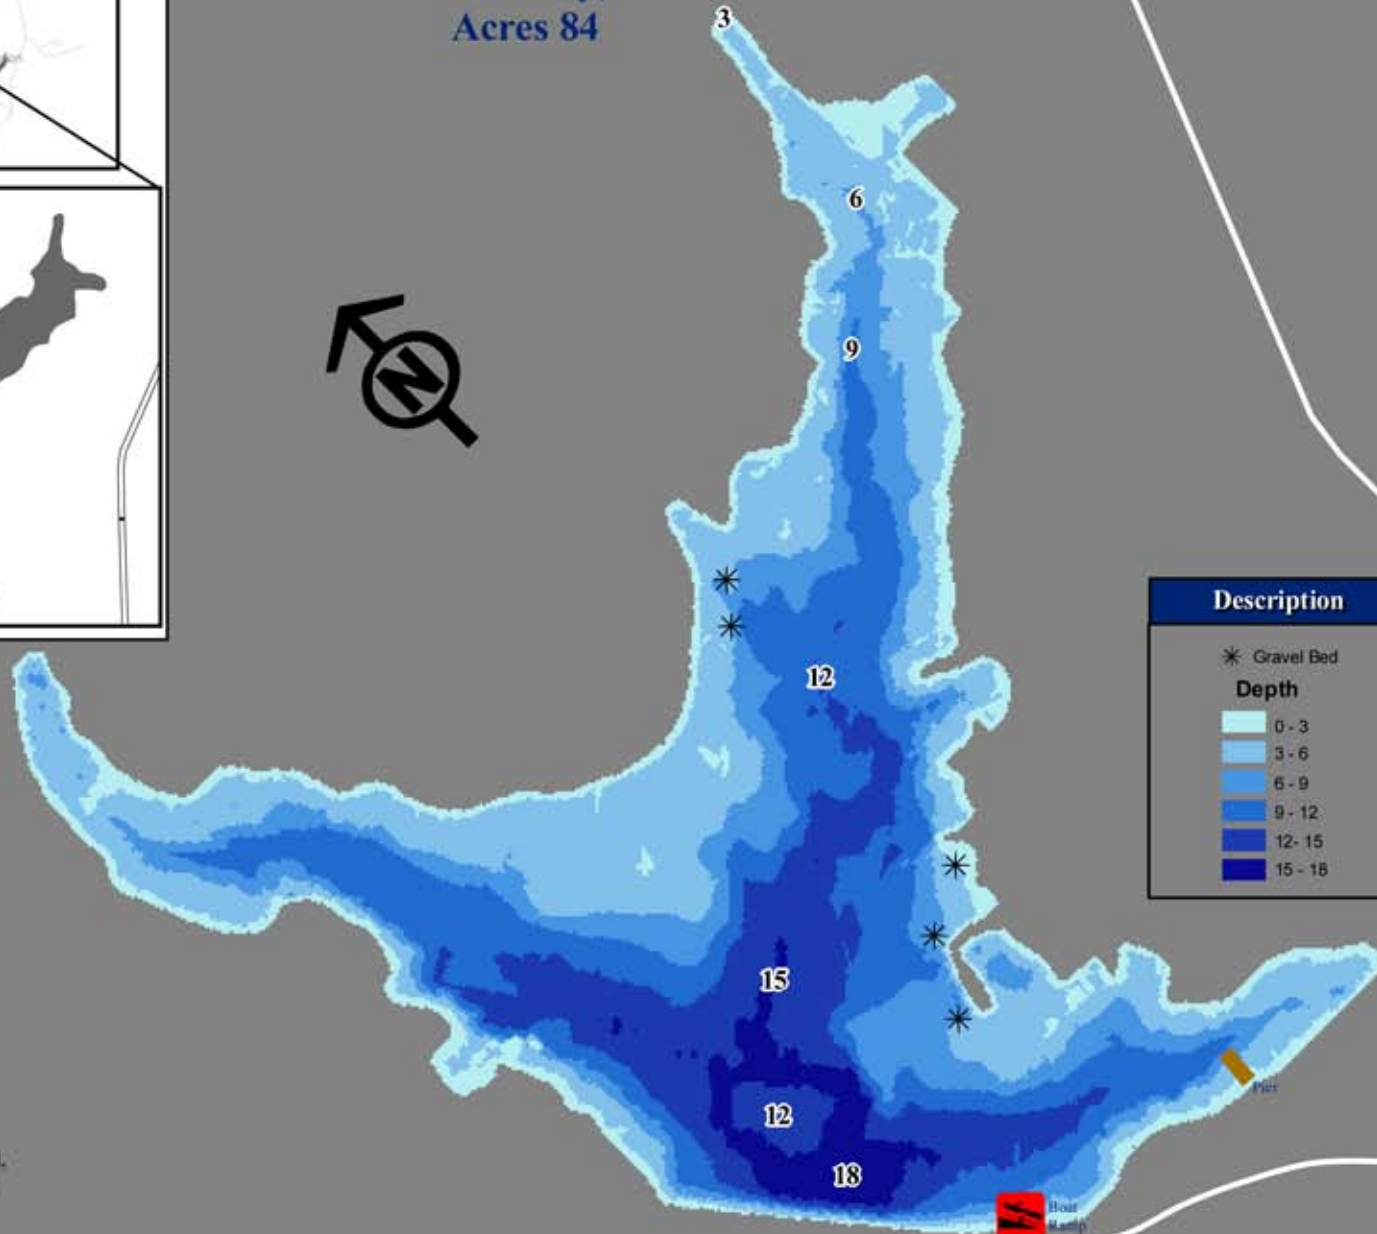 Acres 84
3
6
9
N
12
15
12
18
Description
Gravel Bed
Depth
0 - 3
3 - 6
6 - 9
9 - 12
12- 15
15 - 18
Pier
Boat
Ramp